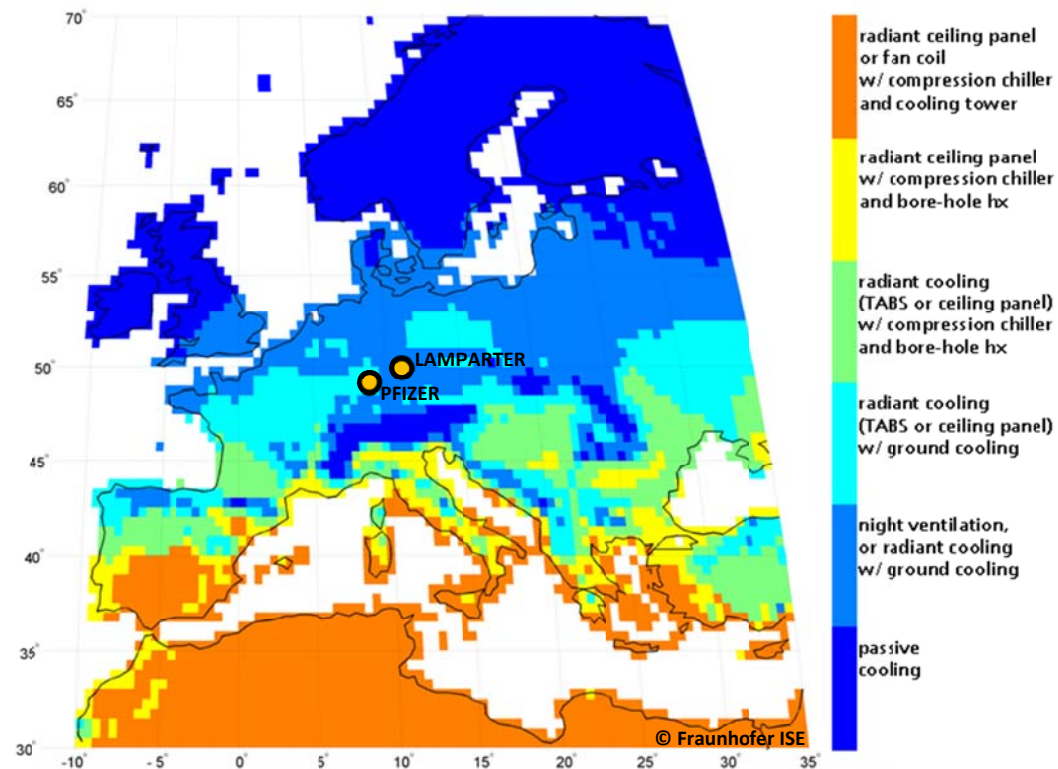 70°
65°
60°
55°
50°
45°
40°
35°
30°
-10°
-5°
0°
5°
10°
15°
20°
25°
30°
35°
LAMPARTER
PFIZER
© Fraunhofer ISE
radiant ceiling panel
or fan coil
w/ compression chiller
and cooling tower
radiant ceiling panel
w/ compression chiller
and bore-hole hx
radiant cooling
(TABS or ceiling panel)
w/ compression chiller
and bore-hole hx
radiant cooling
(TABS or ceiling panel)
w/ ground cooling
night ventilation,
or radiant cooling
w/ ground cooling
passive
cooling